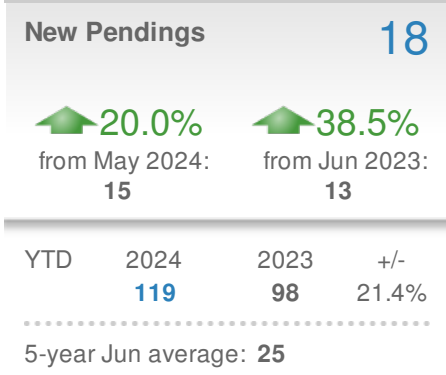 New Pendings 18
20.0% 38.5%
from May 2024: from Jun 2023:
15 13
YTD 2024 2023 +/-
119 98 21.4%
5-year Jun average: 25